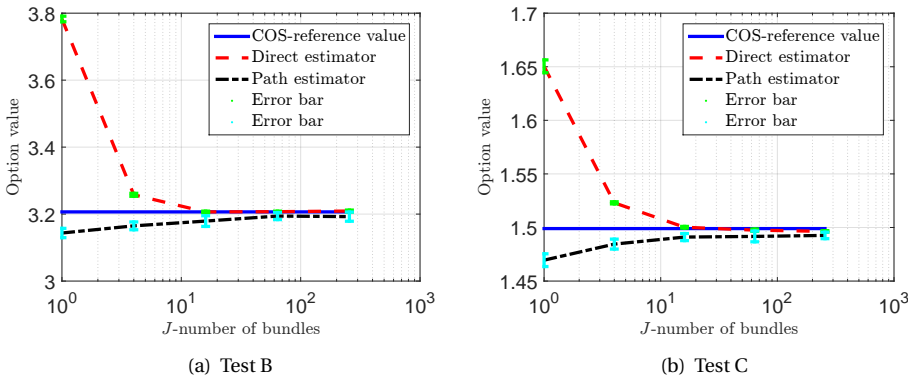 3.8
3.6
3.4
3.2
3
Option value
COS-reference value
Direct estimator
Path estimator
Error bar
Error bar
10^0
10^1
10^2
10^3
J-number of bundles
(a) Test B
1.7
1.65
1.6
1.55
1.5
1.45
Option value
COS-reference value
Direct estimator
Path estimator
Error bar
Error bar
10^0
10^1
10^2
10^3
J-number of bundles
(b) Test C